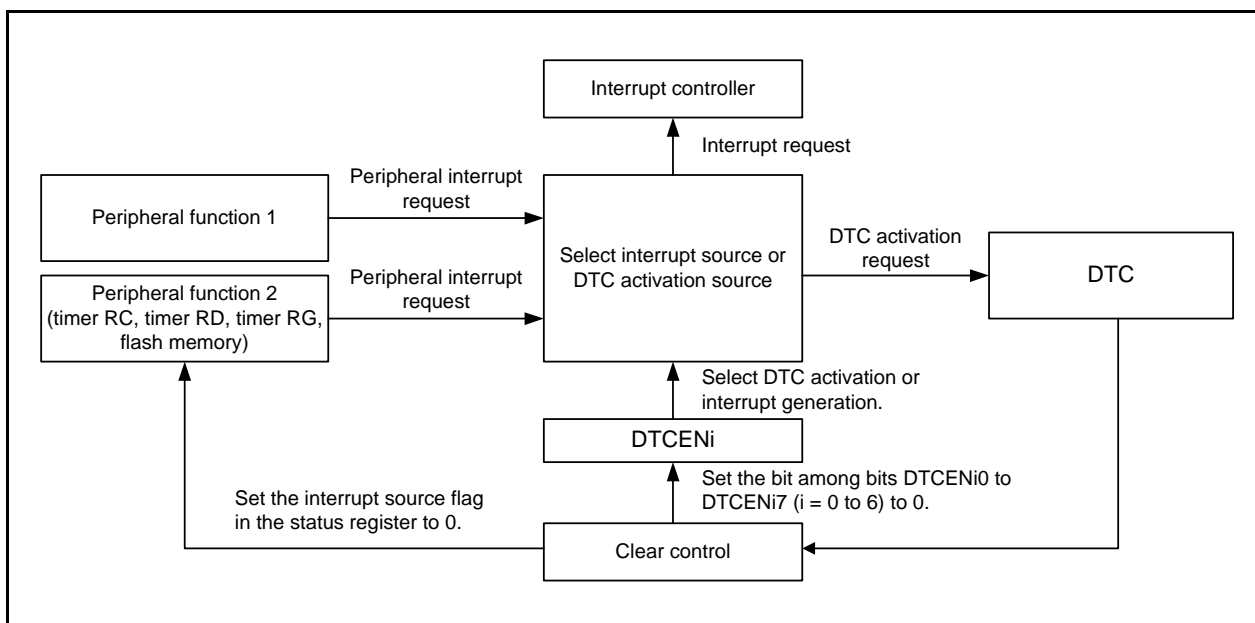 Interrupt controller
Interrupt request
Peripheral interrupt
request
Peripheral function 1
Select interrupt source or
DTC activation source
DTC activation
request
DTC
Peripheral interrupt
request
Peripheral function 2
(timer RC, timer RD, timer RG,
flash memory)
Select DTC activation or
interrupt generation.
DTCENi
Set the bit among bits DTCENi0 to
DTCENi7 (i = 0 to 6) to 0.
Set the interrupt source flag
in the status register to 0.
Clear control